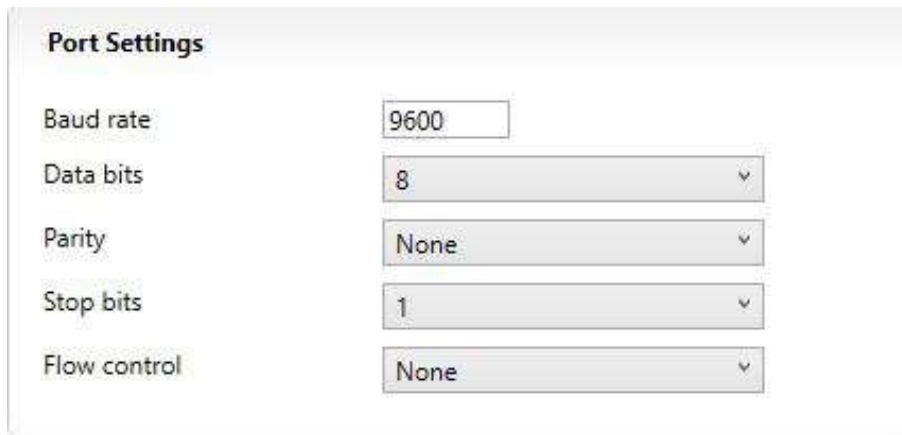 Port Settings
Baud rate 9600
Data bits 8
Parity None
Stop bits 1
Flow control None